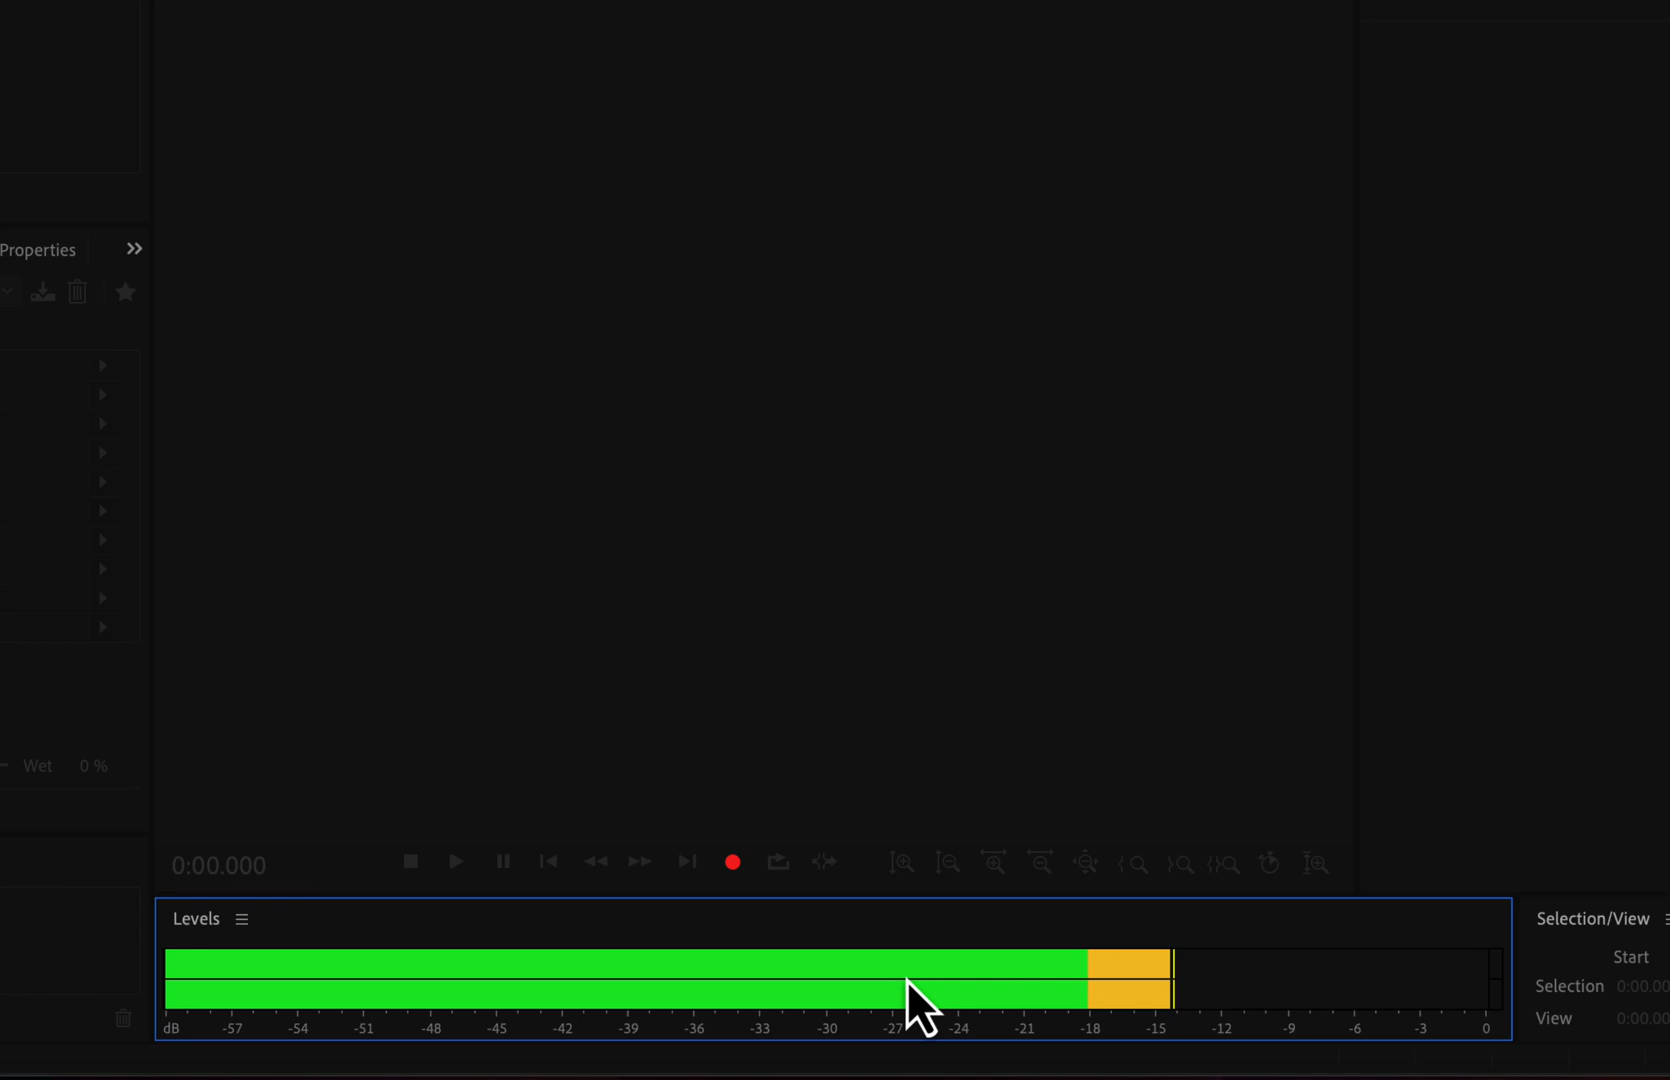 Properties
Wet 0 %
0:00.000
Levels
dB -57 -54 -51 -48 -45 -42 -39 -36 -33 -30 -27 -24 -21 -18 -15 -12 -9 -6 -3 0
Selection/View
Start
Selection 0:00.00
View 0:00.00